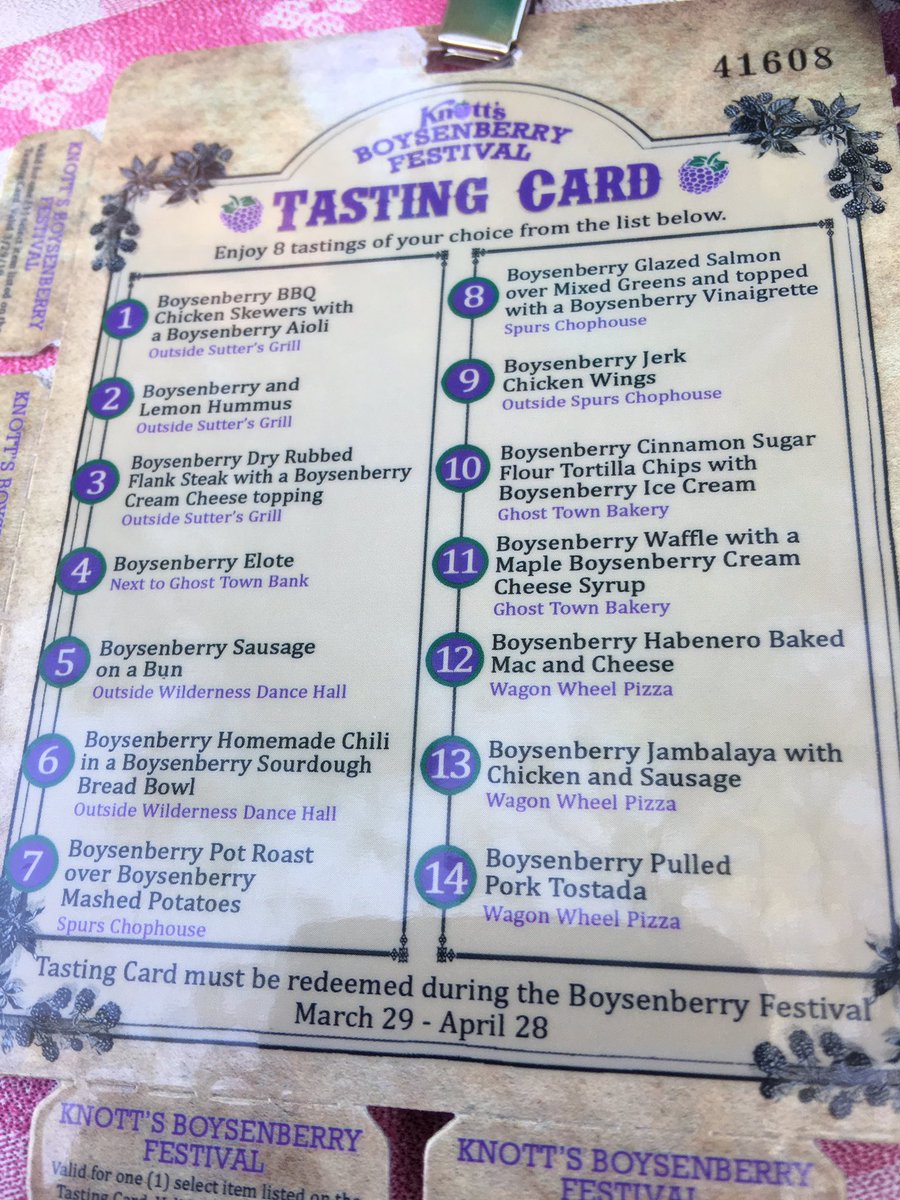 41608
Knott's
BOYSENBERRY
FESTIVAL
TASTING CARD
Enjoy 8 tastings of your choice from the list below.
1
Boysenberry BBQ
Chicken Skewers with
a Boysenberry Aioli
Outside Sutter's Grill
2
Boysenberry and
Lemon Hummus
Outside Sutter's Grill
3
Boysenberry Dry Rubbed
Flank Steak with a Boysenberry
Cream Cheese topping
Outside Sutter's Grill
4
Boysenberry Elote
Next to Ghost Town Bank
5
Boysenberry Sausage
on a Bun
Outside Wilderness Dance Hall
6
Boysenberry Homemade Chili
in a Boysenberry Sourdough
Bread Bowl
Outside Wilderness Dance Hall
7
Boysenberry Pot Roast
over Boysenberry
Mashed Potatoes
Spurs Chophouse
8
Boysenberry Glazed Salmon
over Mixed Greens and topped
with a Boysenberry Vinaigrette
Spurs Chophouse
9
Boysenberry Jerk
Chicken Wings
Outside Spurs Chophouse
10
Boysenberry Cinnamon Sugar
Flour Tortilla Chips with
Boysenberry Ice Cream
Ghost Town Bakery
11
Boysenberry Waffle with a
Maple Boysenberry Cream
Cheese Syrup
Ghost Town Bakery
12
Boysenberry Habenero Baked
Mac and Cheese
Wagon Wheel Pizza
13
Boysenberry Jambalaya with
Chicken and Sausage
Wagon Wheel Pizza
14
Boysenberry Pulled
Pork Tostada
Wagon Wheel Pizza
Tasting Card must be redeemed during the Boysenberry Festival
March 29 - April 28
KNOTT'S BOYSENBERRY
FESTIVAL
KNOTT'S BOYS
KNOTT'S BOYSENBERRY
FESTIVAL
Valid for one (1) select item listed on the
Tasting Card.
KNOTT'S BOYSENBERRY
FESTIVAL